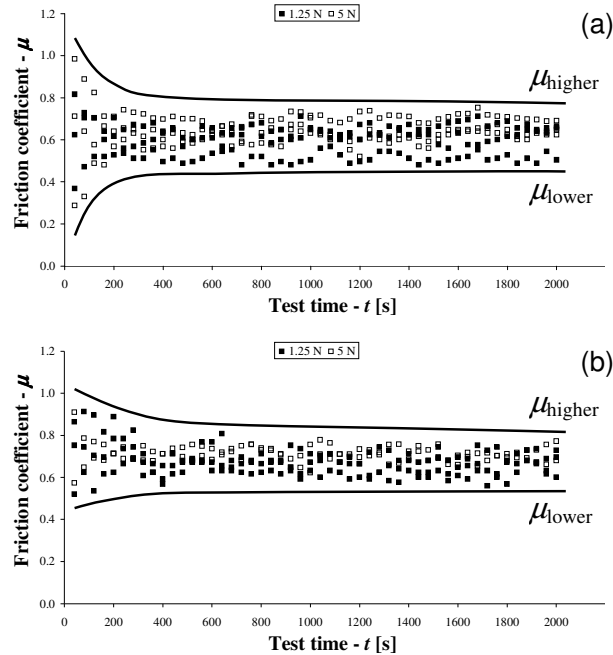 ■ 1.25 N □ 5 N
(a)
1.2
1.0
0.8
0.6
0.4
0.2
0.0
Friction coefficient - μ
μhigher
μlower
0 200 400 600 800 1000 1200 1400 1600 1800 2000
Test time - t [s]
■ 1.25 N □ 5 N
(b)
1.2
1.0
0.8
0.6
0.4
0.2
0.0
Friction coefficient - μ
μhigher
μlower
0 200 400 600 800 1000 1200 1400 1600 1800 2000
Test time - t [s]